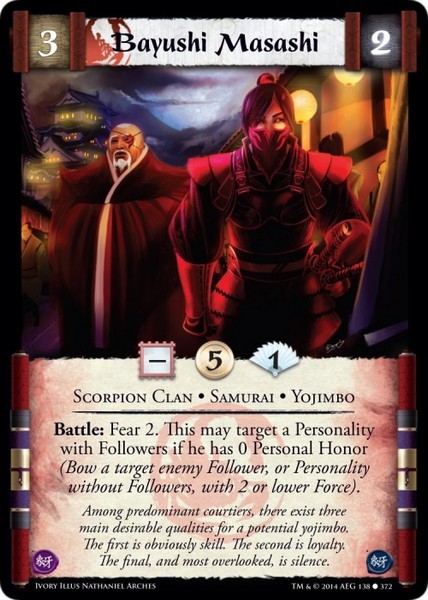 3 Bayushi Masashi 2
– 5 1
Scorpion Clan • Samurai • Yojimbo
Battle: Fear 2. This may target a Personality
with Followers if he has 0 Personal Honor
(Bow a target enemy Follower, or Personality
without Followers, with 2 or lower Force).
Among predominant courtiers, there exist three
main desirable qualities for a potential yojimbo.
The first is obviously skill. The second is loyalty.
The final, and most overlooked, is silence.
Ivory Illus Nathaniel Arches
TM & © 2014 AEG 138 • 372